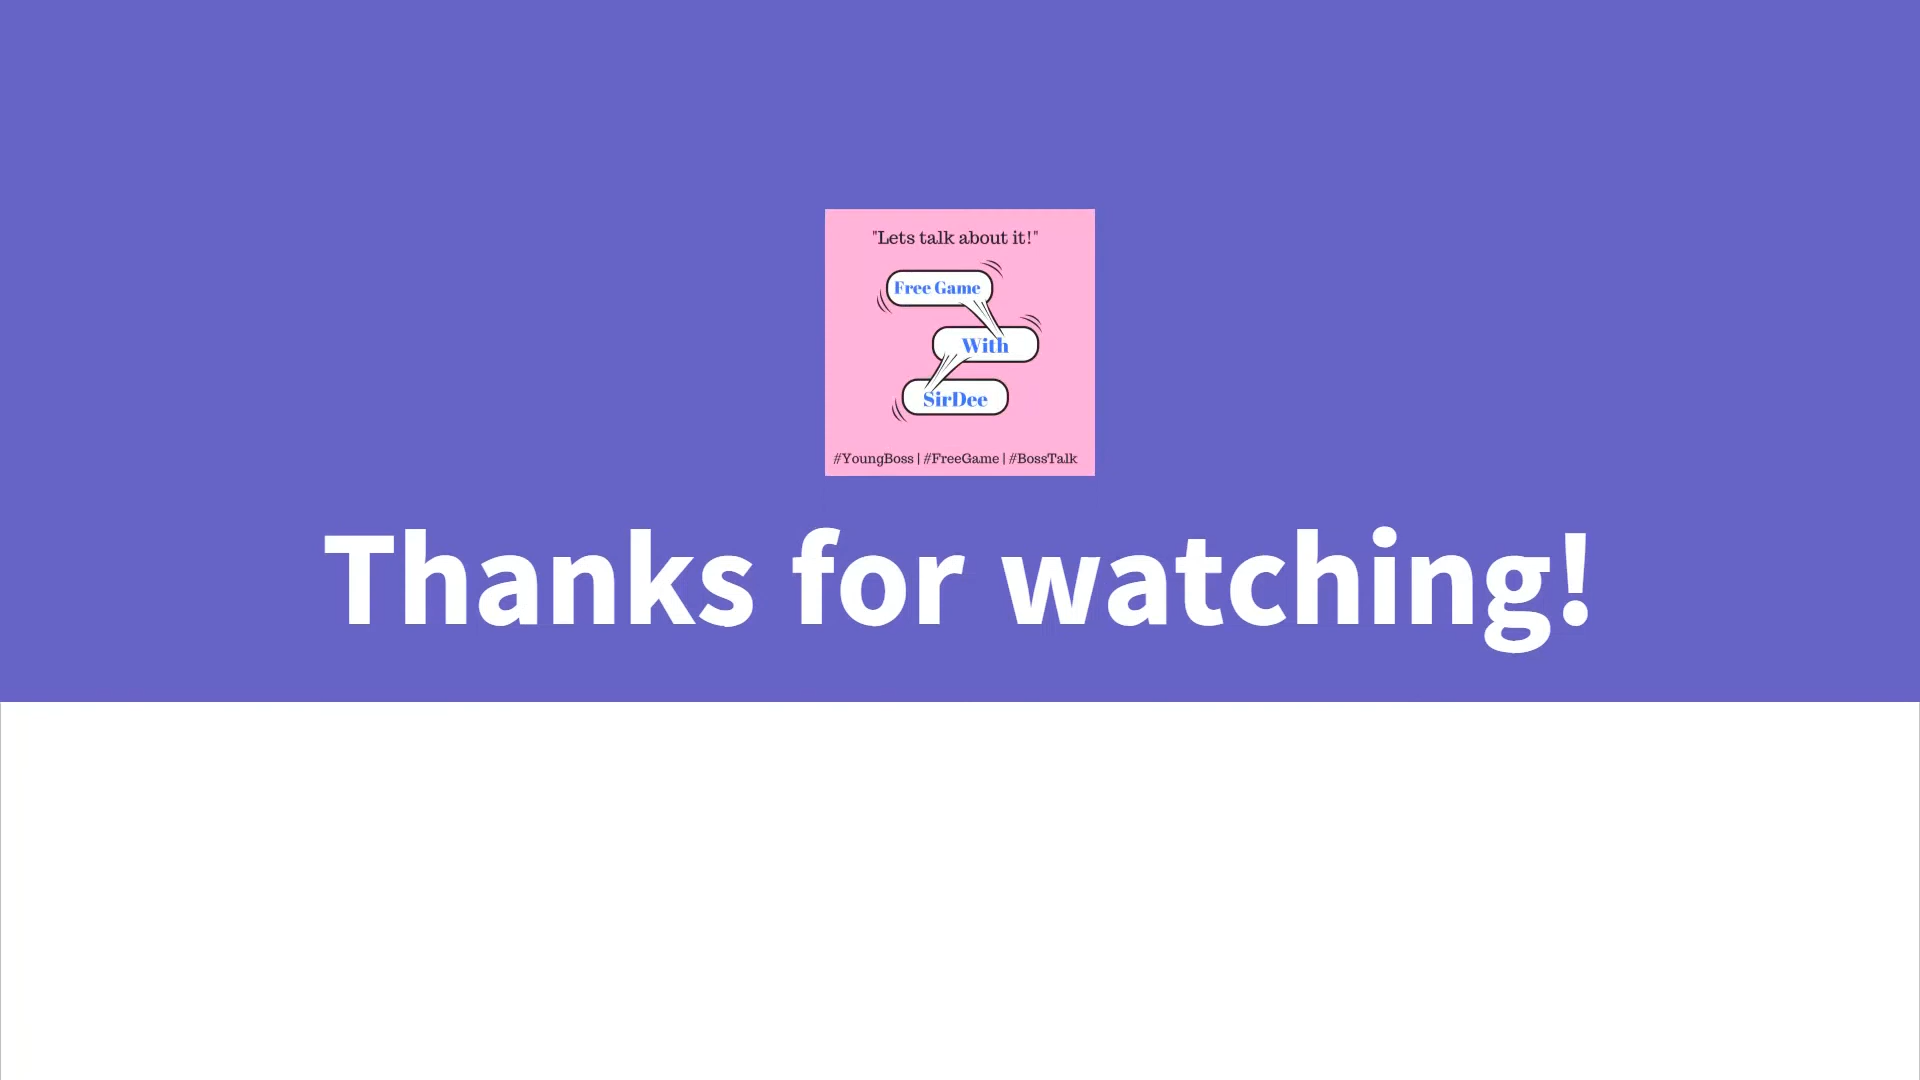 "Lets talk about it!"
Free Game
With
SirDee
#YoungBoss | #FreeGame | #BossTalk
Thanks for watching!